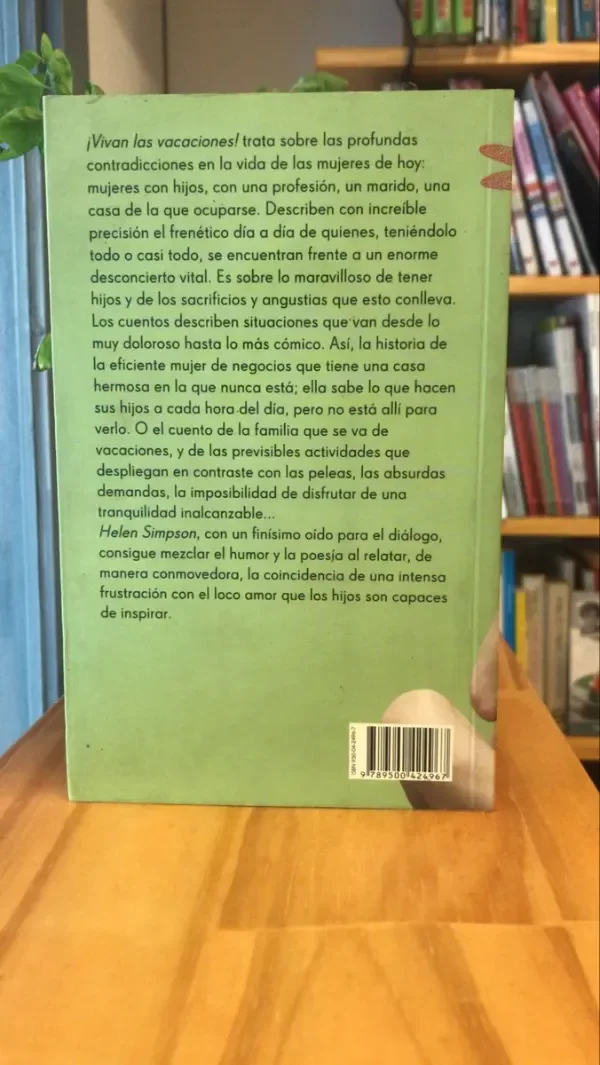 ¡Vivan las vacaciones! trata sobre las profundas
contradicciones en la vida de las mujeres de hoy:
mujeres con hijos, con una profesión, un marido, una
casa de la que ocuparse. Describen con increíble
precisión el frenético día a día de quienes, teniéndolo
todo o casi todo, se encuentran frente a un enorme
desconcierto vital. Es sobre lo maravilloso de tener
hijos y de los sacrificios y angustias que esto conlleva.
Los cuentos describen situaciones que van desde lo
muy doloroso hasta lo más cómico. Así, la historia de
la eficiente mujer de negocios que tiene una casa
hermosa en la que nunca está; ella sabe lo que hacen
sus hijos a cada hora del día, pero no está allí para
verlo. O el cuento de la familia que se va de
vacaciones, y de las previsibles actividades que
despliegan en contraste con las peleas, las absurdas
demandas, la imposibilidad de disfrutar de una
tranquilidad inalcanzable...
Helen Simpson, con un finísimo oído para el diálogo,
consigue mezclar el humor y la poesía al relatar, de
manera conmovedora, la coincidencia de una intensa
frustración con el loco amor que los hijos son capaces
de inspirar.
ISBN 950-04-2496-7
9 789500 424967